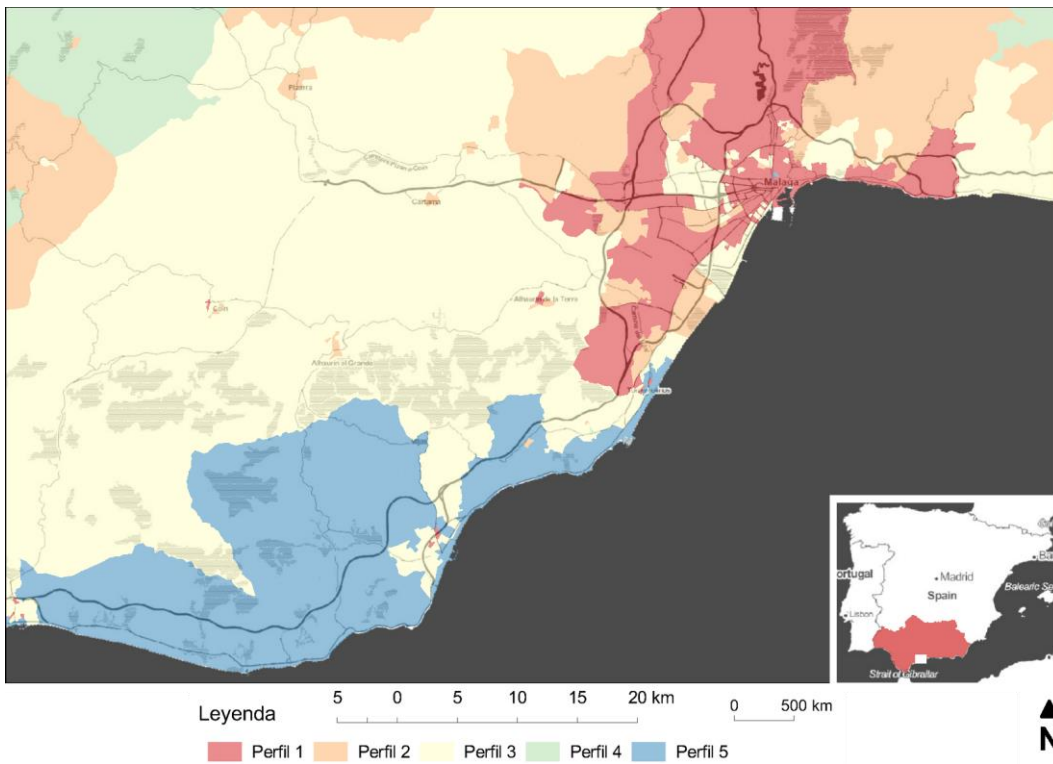 Pizarra
Cártama
Málaga
Coín
Alhaurín de la Torre
Alhaurín el Grande
Portugal
Lisbon
Madrid
Spain
Balearic Se
Strait of Gibraltar
Leyenda
5 0 5 10 15 20 km
0 500 km
N
Perfil 1 Perfil 2 Perfil 3 Perfil 4 Perfil 5